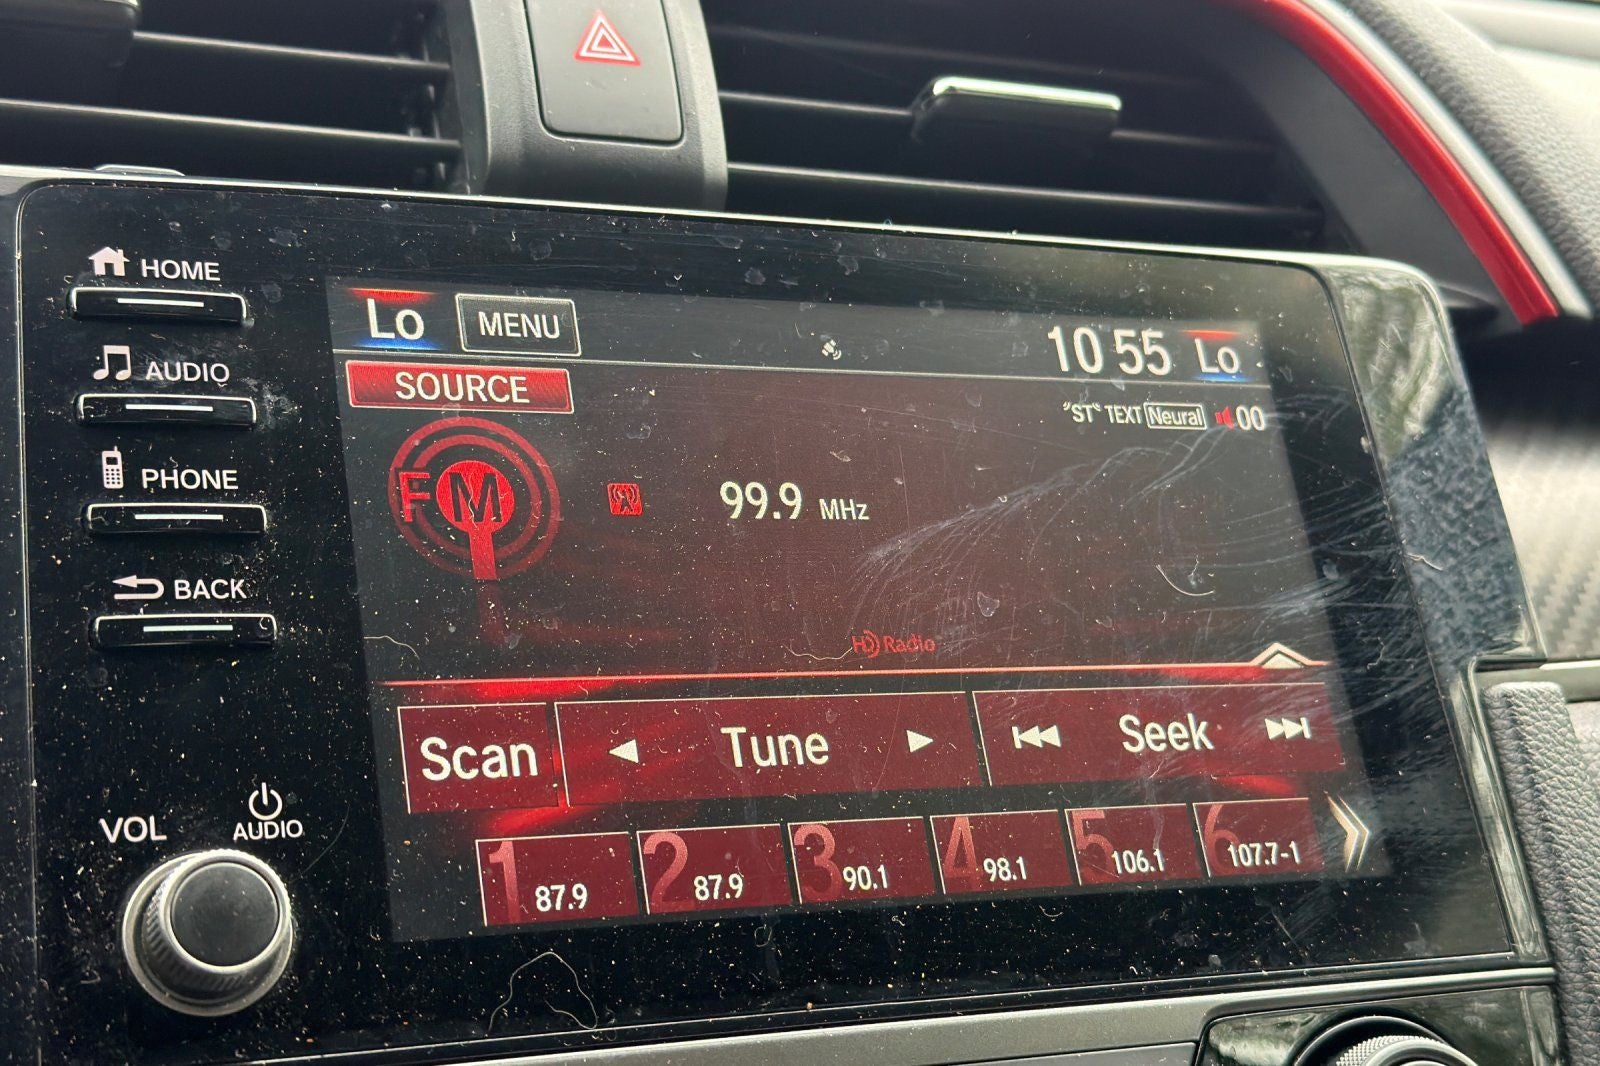 HOME
AUDIO
PHONE
BACK
VOL
AUDIO
Lo MENU 10 55 Lo
SOURCE
"ST" TEXT Neural 00
FM 99.9 MHz
HD Radio
Scan Tune Seek
1 87.9 2 87.9 3 90.1 4 98.1 5 106.1 6 107.7-1